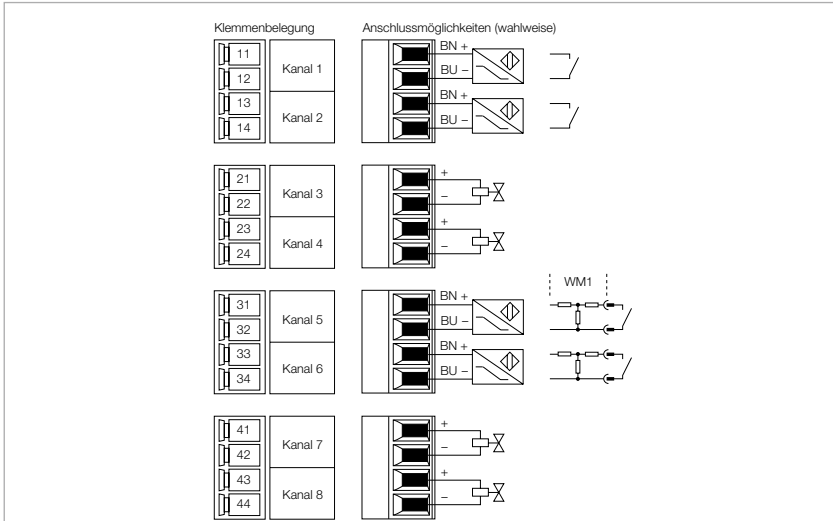 Klemmenbelegung
Anschlussmöglichkeiten (wahlweise)
11
12
13
14
Kanal 1
Kanal 2
BN +
BU –
BN +
BU –
21
22
23
24
Kanal 3
Kanal 4
+
–
+
–
31
32
33
34
Kanal 5
Kanal 6
BN +
BU –
BN +
BU –
WM1
41
42
43
44
Kanal 7
Kanal 8
+
–
+
–